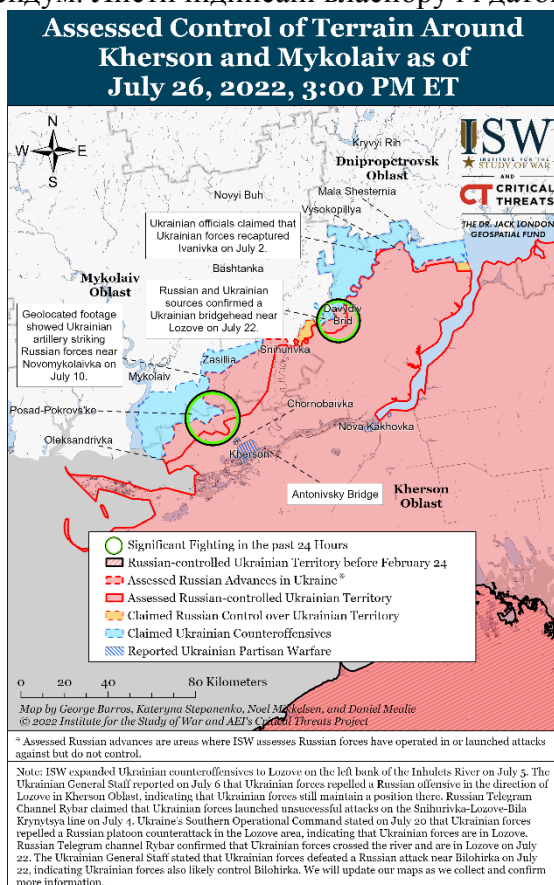 Assessed Control of Terrain Around
Kherson and Mykolaiv as of
July 26, 2022, 3:00 PM ET
N
W E
S
ISW
INSTITUTE FOR THE
STUDY OF WAR
AND
CT CRITICAL
THREATS
THE DR. JACK LONDON
GEOSPATIAL FUND
Kryvyi Rih
Dnipropetrovsk
Oblast
Novyi Buh
Mala Shesternia
Vysokopillya
Ukrainian officials claimed that
Ukrainian forces recaptured
Ivanivka on July 2.
Bashtanka
Mykolaiv
Oblast
Russian and Ukrainian
sources confirmed a
Ukrainian bridgehead near
Lozove on July 22.
Davydiv
Brid
Geolocated footage
showed Ukrainian
artillery striking
Russian forces near
Novomykolaivka on
July 10.
Snihurivka
Zasillia
Mykolaiv
Posad-Pokrovs'ke
Chornobaivka
Oleksandrivka
Nova Kakhovka
Kherson
Antonivsky Bridge
Kherson
Oblast
Significant Fighting in the past 24 Hours
Russian-controlled Ukrainian Territory before February 24
Assessed Russian Advances in Ukraine*
Assessed Russian-controlled Ukrainian Territory
Claimed Russian Control over Ukrainian Territory
Claimed Ukrainian Counteroffensives
Reported Ukrainian Partisan Warfare
0 20 40 80 Kilometers
Map by George Barros, Kateryna Stepanenko, Noel Mikkelsen, and Daniel Mealie
© 2022 Institute for the Study of War and AEI's Critical Threats Project
* Assessed Russian advances are areas where ISW assesses Russian forces have operated in or launched attacks
against but do not control.
Note: ISW expanded Ukrainian counteroffensives to Lozove on the left bank of the Inhulets River on July 5. The
Ukrainian General Staff reported on July 6 that Ukrainian forces repelled a Russian offensive in the direction of
Lozove in Kherson Oblast, indicating that Ukrainian forces still maintain a position there. Russian Telegram
Channel Rybar claimed that Ukrainian forces launched unsuccessful attacks on the Snihurivka-Lozove-Bila
Krynytsya line on July 4. Ukraine's Southern Operational Command stated on July 20 that Ukrainian forces
repelled a Russian platoon counterattack in the Lozove area, indicating that Ukrainian forces are in Lozove.
Russian Telegram channel Rybar confirmed that Ukrainian forces crossed the river and are in Lozove on July
22. The Ukrainian General Staff stated that Ukrainian forces defeated a Russian attack near Bilohirka on July
22, indicating Ukrainian forces also likely control Bilohirka. We will update our maps as we collect and confirm
more information.